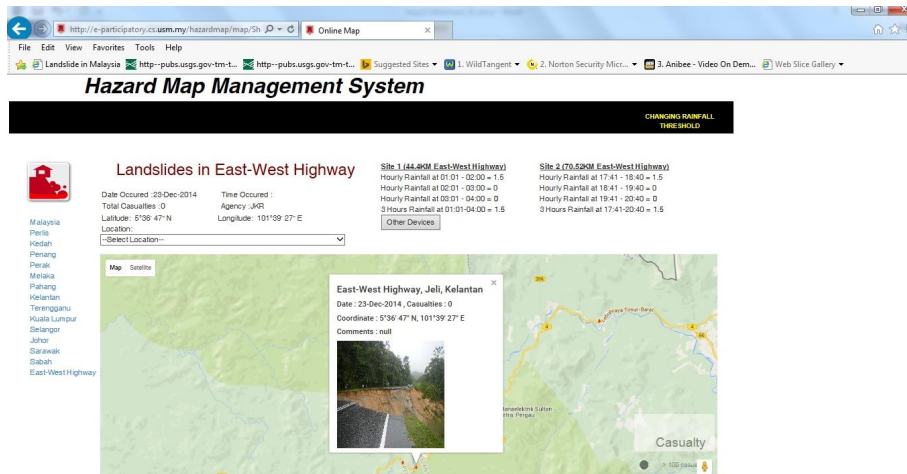 http://e-participatory.cs.usm.my/hazardmap/map/Sh
Online Map
File Edit View Favorites Tools Help
Landslide in Malaysia http--pubs.usgs.gov-tm-t... http--pubs.usgs.gov-tm-t... Suggested Sites 1. WildTangent 2. Norton Security Micr... 3. Anibee - Video On Dem... Web Slice Gallery
Hazard Map Management System
CHANGING RAINFALL
THRESHOLD
Landslides in East-West Highway
Date Occured :23-Dec-2014 Time Occured :
Total Casualties :0 Agency :JKR
Latitude: 5°36' 47" N Longitude: 101°39' 27" E
Location:
--Select Location--
Site 1 (44.4KM East-West Highway)
Hourly Rainfall at 01:01 - 02:00 = 1.5
Hourly Rainfall at 02:01 - 03:00 = 0
Hourly Rainfall at 03:01 - 04:00 = 0
3 Hours Rainfall at 01:01-04:00 = 1.5
Other Devices
Site 2 (70.52KM East-West Highway)
Hourly Rainfall at 17:41 - 18:40 = 1.5
Hourly Rainfall at 18:41 - 19:40 = 0
Hourly Rainfall at 19:41 - 20:40 = 0
3 Hours Rainfall at 17:41-20:40 = 1.5
Malaysia
Perlis
Kedah
Penang
Perak
Melaka
Pahang
Kelantan
Terengganu
Kuala Lumpur
Selangor
Johor
Sarawak
Sabah
East-West Highway
Map Satellite
East-West Highway, Jeli, Kelantan
Date : 23-Dec-2014 , Casualties : 0
Coordinate : 5°36' 47" N, 101°39' 27" E
Comments : null
4
4
66
Sultan
Pergau
Casualty
> 100